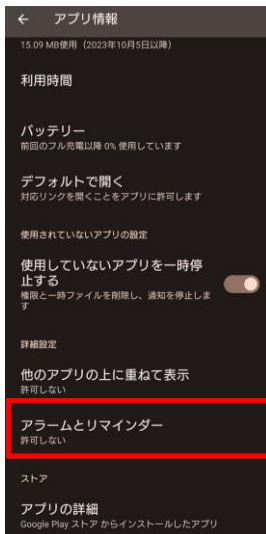 ← アプリ情報
15.09 MB使用（2023年10月5日以降）
利用時間
バッテリー
前回のフル充電以降 0% 使用しています
デフォルトで開く
対応リンクを開くことをアプリに許可します
使用されていないアプリの設定
使用していないアプリを一時停
止する
権限と一時ファイルを削除し、通知を停止しま
す
詳細設定
他のアプリの上に重ねて表示
許可しない
アラームとリマインダー
許可しない
ストア
アプリの詳細
Google Play ストア からインストールしたアプリ